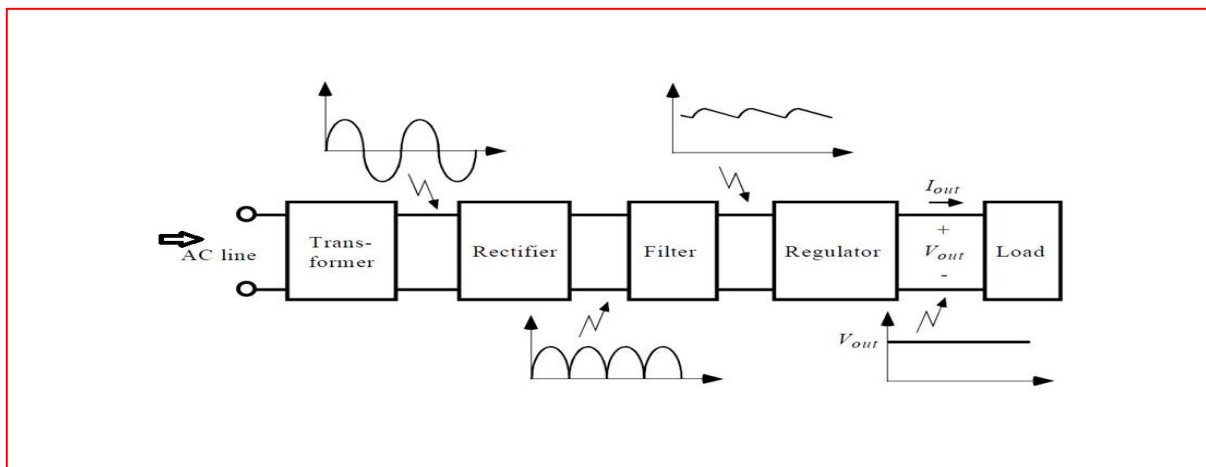 I_out
AC line
Trans-
former
Rectifier
Filter
Regulator
+
V_out
-
Load
V_out